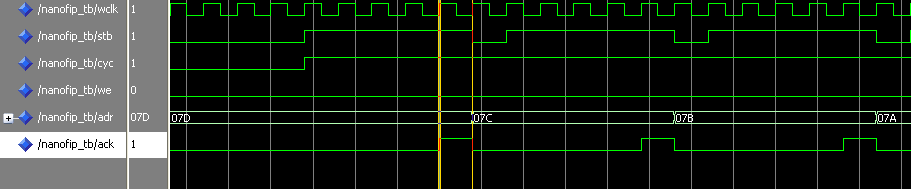 /nanofip_tb/wclk 1
/nanofip_tb/stb 1
/nanofip_tb/cyc 1
/nanofip_tb/we 0
/nanofip_tb/adr 07D 07D 07C 07B 07A
/nanofip_tb/ack 1